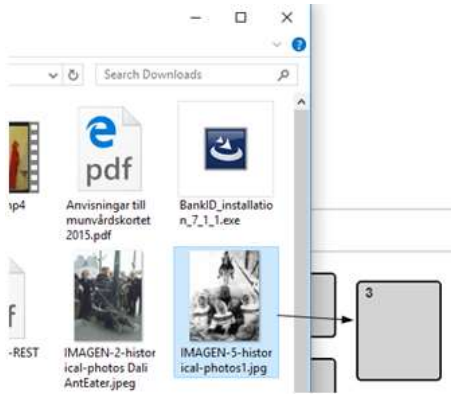 Search Downloads
np4
Anvisningar till
munvårdskortet
2015.pdf
BankID_installatio
n_7_1_1.exe
pdf
-REST
IMAGEN-2-histor
ical-photos Dali
AntEater.jpeg
IMAGEN-5-histor
ical-photos1.jpg
3